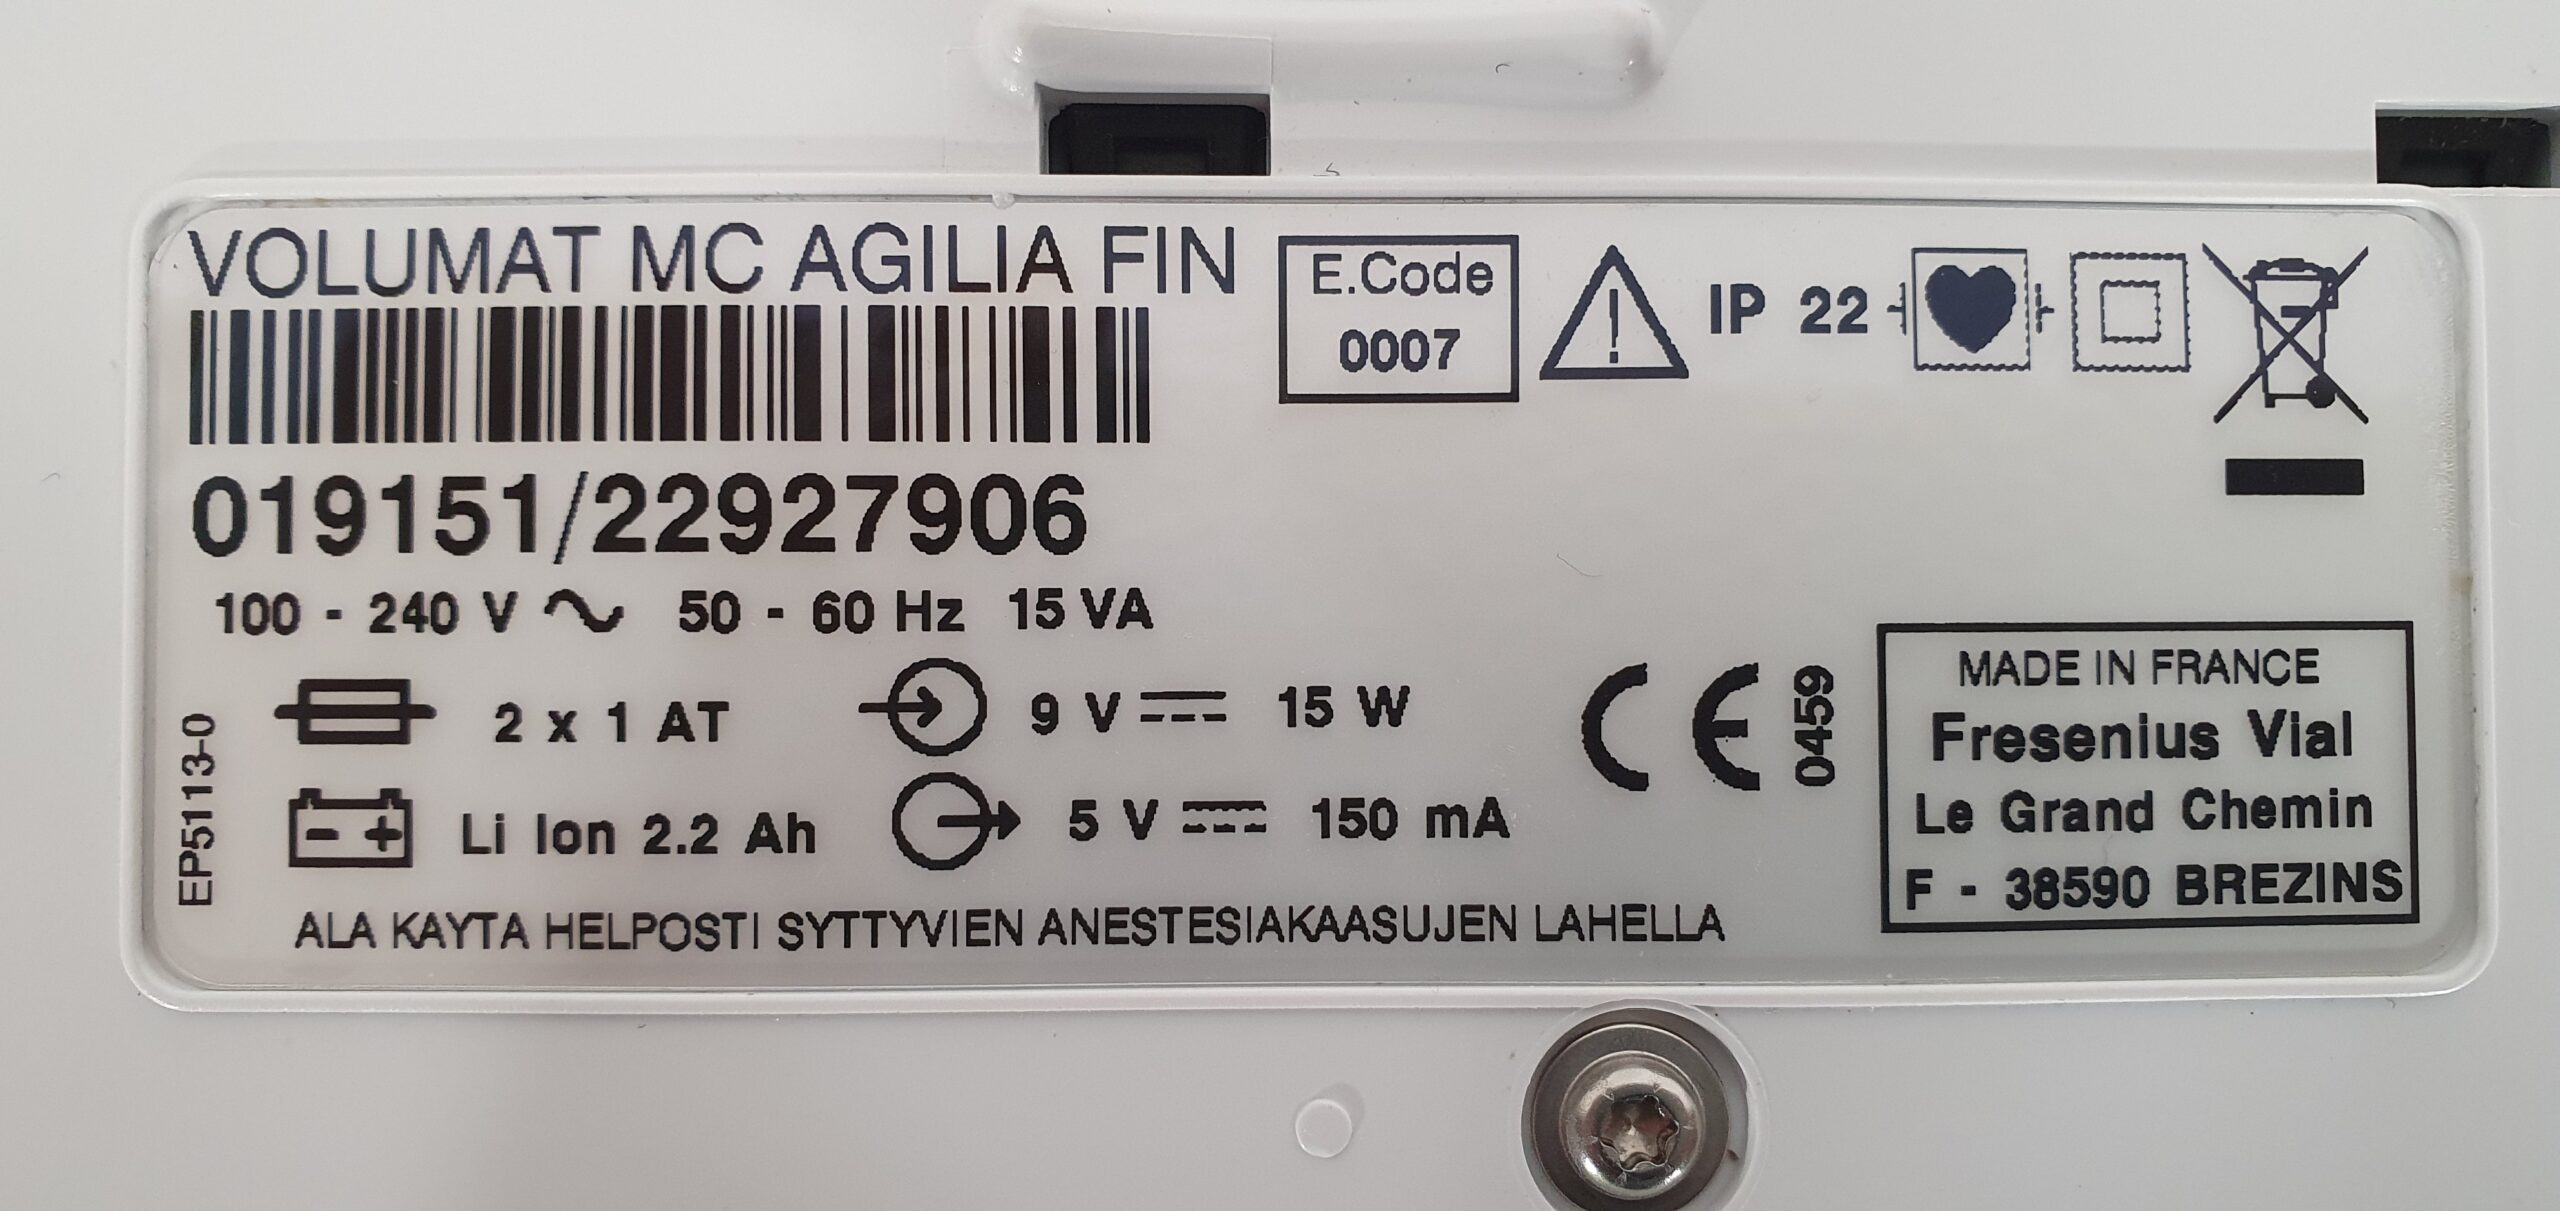 VOLUMAT MC AGILIA FIN
E.Code
0007
IP 22
019151/22927906
100 - 240 V 50 - 60 Hz 15 VA
2 x 1 AT
9 V 15 W
Li Ion 2.2 Ah
5 V 150 mA
EP5113-0
CE 0459
MADE IN FRANCE
Fresenius Vial
Le Grand Chemin
F - 38590 BREZINS
ALA KAYTA HELPOSTI SYTTYVIEN ANESTESIAKAASUJEN LAHELLA